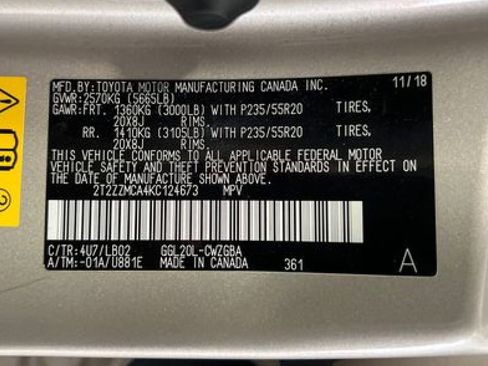 MFD.BY:TOYOTA MOTOR MANUFACTURING CANADA INC. 11/18
GVWR:2570KG (5665LB)
GAWR:FRT. 1360KG (3000LB) WITH P235/55R20 TIRES,
20X8J RIMS.
RR. 1410KG (3105LB) WITH P235/55R20 TIRES,
20X8J RIMS.
THIS VEHICLE CONFORMS TO ALL APPLICABLE FEDERAL MOTOR
VEHICLE SAFETY AND THEFT PREVENTION STANDARDS IN EFFECT ON
THE DATE OF MANUFACTURE SHOWN ABOVE.
2T2ZZMCA4KC124673 MPV
C/TR:4U7/LB02 GGL20L-CWZGBA
A/TM:-01A/U881E MADE IN CANADA 361 A
2